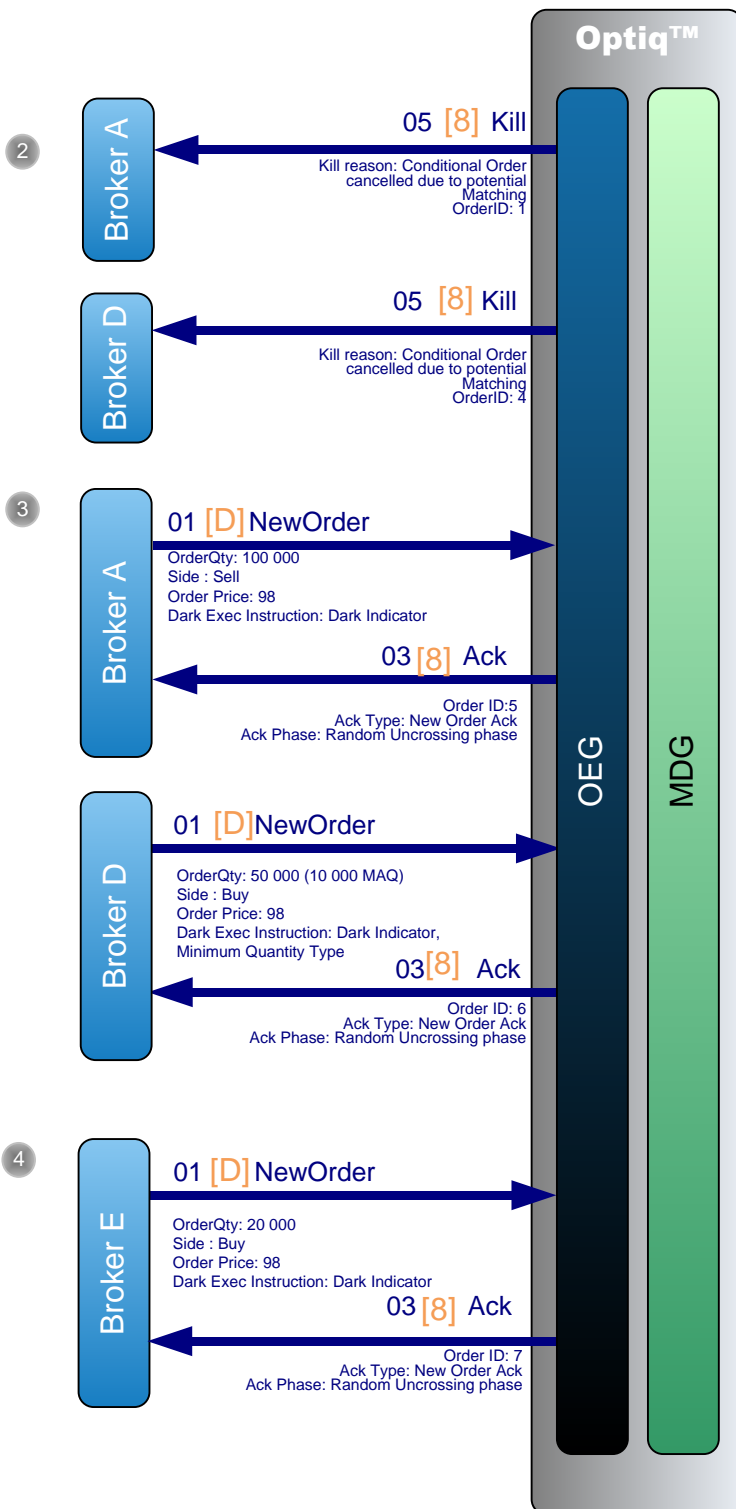 Optiq™
2
Broker A
05 [8] Kill
Kill reason: Conditional Order
cancelled due to potential
Matching
OrderID: 1
Broker D
05 [8] Kill
Kill reason: Conditional Order
cancelled due to potential
Matching
OrderID: 4
3
Broker A
01 [D] NewOrder
OrderQty: 100 000
Side : Sell
Order Price: 98
Dark Exec Instruction: Dark Indicator
03 [8] Ack
Order ID:5
Ack Type: New Order Ack
Ack Phase: Random Uncrossing phase
OEG
MDG
Broker D
01 [D]NewOrder
OrderQty: 50 000 (10 000 MAQ)
Side : Buy
Order Price: 98
Dark Exec Instruction: Dark Indicator,
Minimum Quantity Type
03[8] Ack
Order ID: 6
Ack Type: New Order Ack
Ack Phase: Random Uncrossing phase
4
Broker E
01 [D] NewOrder
OrderQty: 20 000
Side : Buy
Order Price: 98
Dark Exec Instruction: Dark Indicator
03 [8] Ack
Order ID: 7
Ack Type: New Order Ack
Ack Phase: Random Uncrossing phase